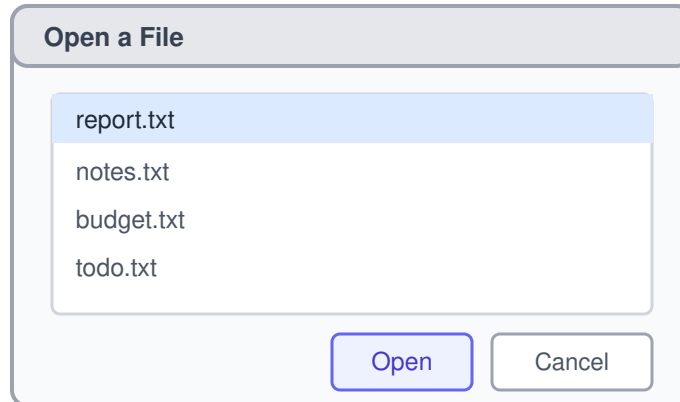 Open a File
report.txt
notes.txt
budget.txt
todo.txt
Open Cancel